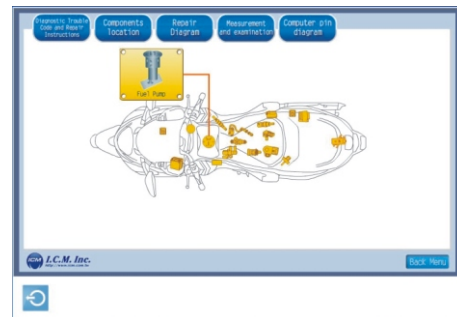 Diagnostic Trouble
Code and Repair
Instructions
Components
location
Repair
Diagram
Measurement
and examination
Computer pin
diagram
Fuel Pump
ICM
I.C.M. Inc.
Back Menu